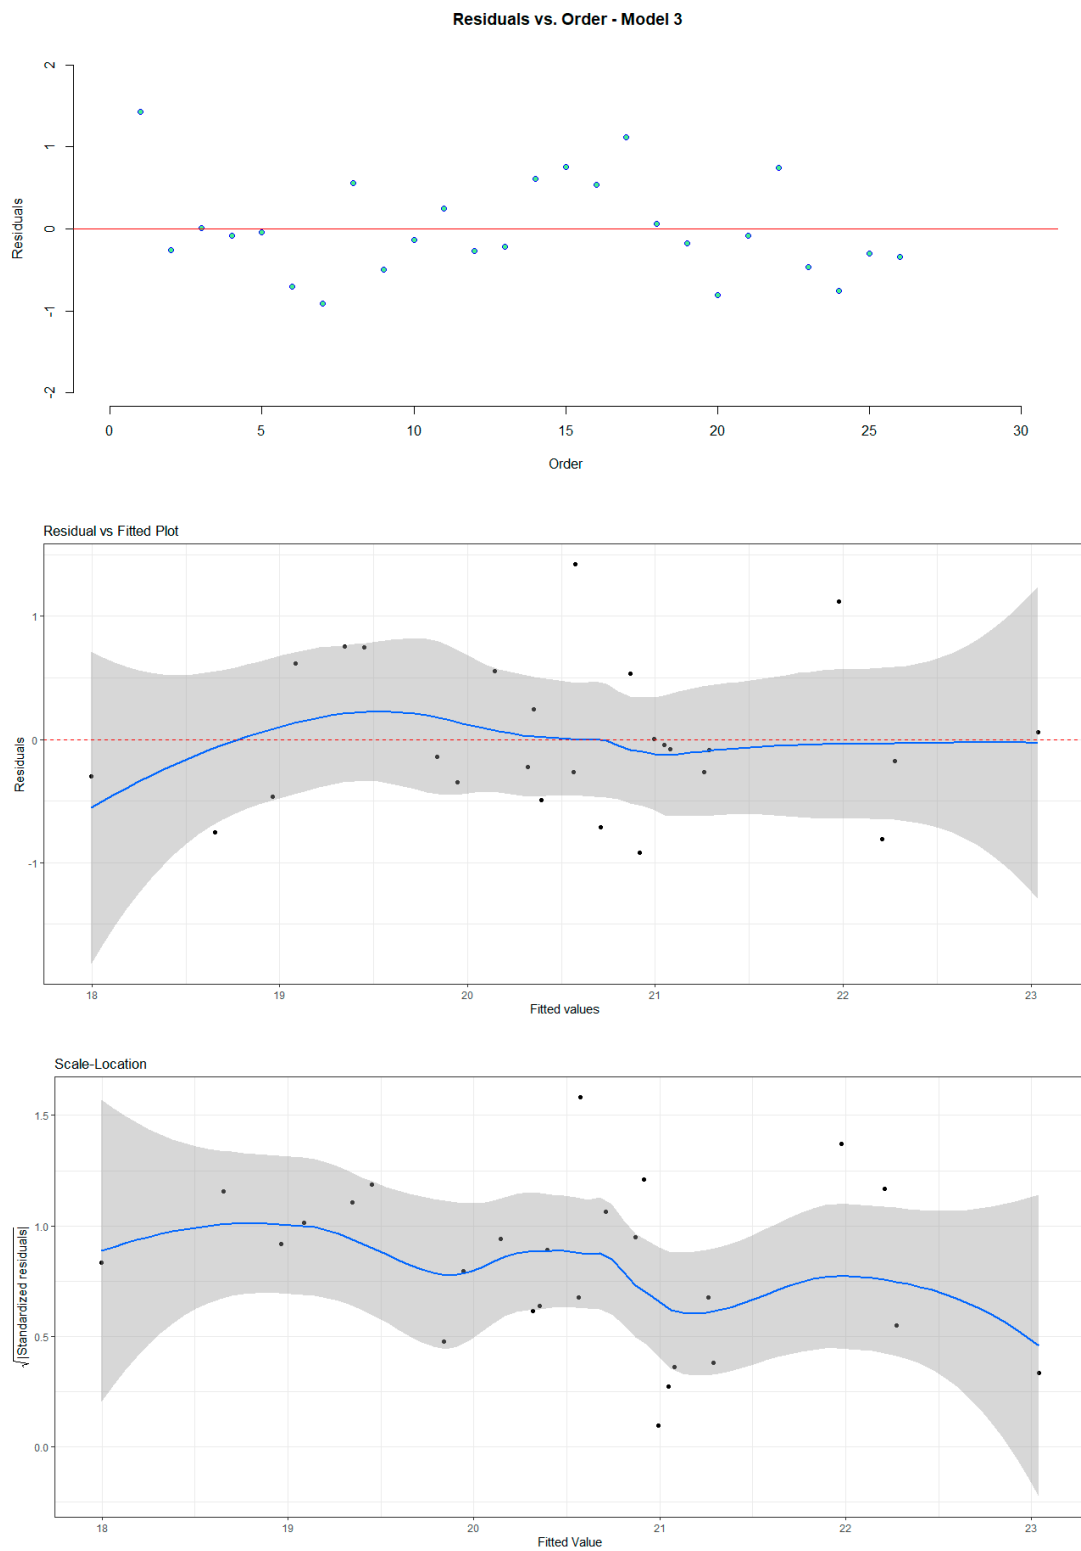 Residuals vs. Order - Model 3
2
1
0
-1
-2
Residuals
0 5 10 15 20 25 30
Order
Residual vs Fitted Plot
1
0
-1
Residuals
18 19 20 21 22 23
Fitted values
Scale-Location
1.5
1.0
0.5
0.0
√|Standardized residuals|
18 19 20 21 22 23
Fitted Value